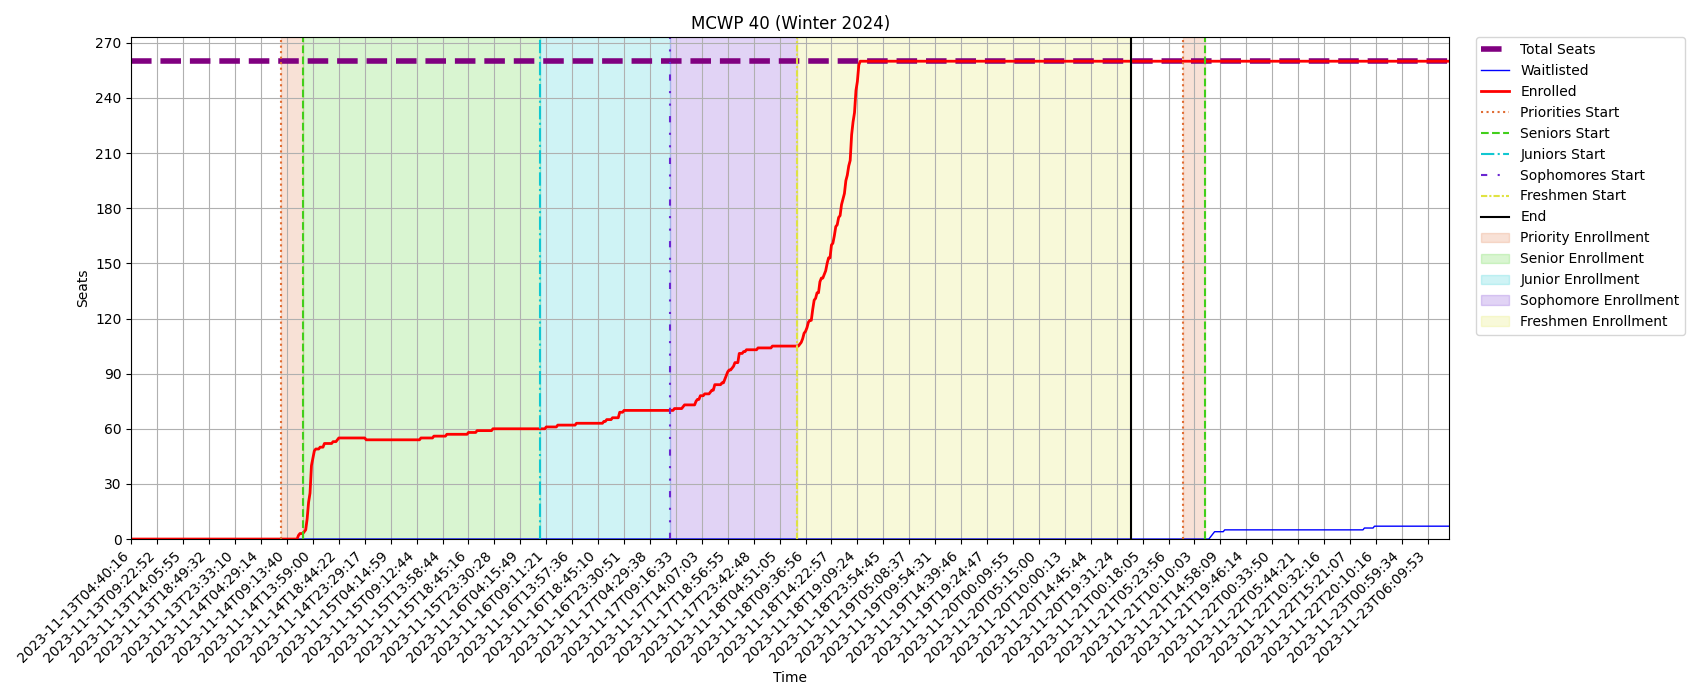 MCWP 40 (Winter 2024)
270
240
210
180
150
120
90
60
30
0
Seats
2023-11-13T04:40:16
2023-11-13T09:22:52
2023-11-13T14:05:55
2023-11-13T18:49:32
2023-11-13T23:33:10
2023-11-14T04:29:14
2023-11-14T09:13:40
2023-11-14T13:59:00
2023-11-14T18:44:22
2023-11-14T23:29:17
2023-11-15T04:14:59
2023-11-15T09:12:44
2023-11-15T13:58:44
2023-11-15T18:45:16
2023-11-15T23:30:28
2023-11-16T04:15:49
2023-11-16T09:11:21
2023-11-16T13:57:36
2023-11-16T18:45:10
2023-11-16T23:30:51
2023-11-17T04:29:38
2023-11-17T09:16:33
2023-11-17T14:07:03
2023-11-17T18:56:55
2023-11-17T23:42:48
2023-11-18T04:51:05
2023-11-18T09:36:56
2023-11-18T14:22:57
2023-11-18T19:09:24
2023-11-18T23:54:45
2023-11-19T05:08:37
2023-11-19T09:54:31
2023-11-19T14:39:46
2023-11-19T19:24:47
2023-11-20T00:09:55
2023-11-20T05:15:00
2023-11-20T10:00:13
2023-11-20T14:45:44
2023-11-20T19:31:24
2023-11-21T00:18:05
2023-11-21T05:23:56
2023-11-21T10:10:03
2023-11-21T14:58:09
2023-11-21T19:46:14
2023-11-22T00:33:50
2023-11-22T05:44:21
2023-11-22T10:32:16
2023-11-22T15:21:07
2023-11-22T20:10:16
2023-11-23T00:59:34
2023-11-23T06:09:53
Time
Total Seats
Waitlisted
Enrolled
Priorities Start
Seniors Start
Juniors Start
Sophomores Start
Freshmen Start
End
Priority Enrollment
Senior Enrollment
Junior Enrollment
Sophomore Enrollment
Freshmen Enrollment